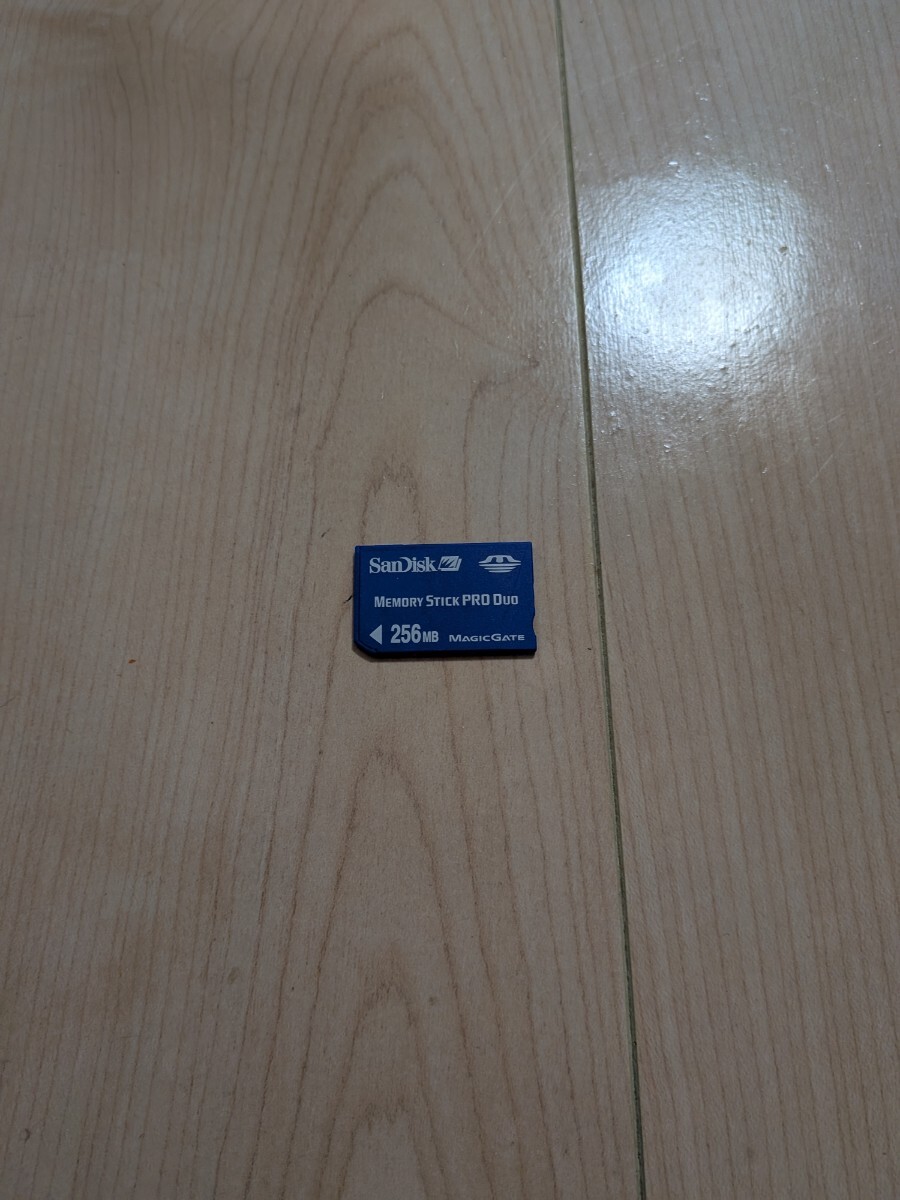 SanDisk
MEMORY STICK PRO DUO
256MB MAGICGATE